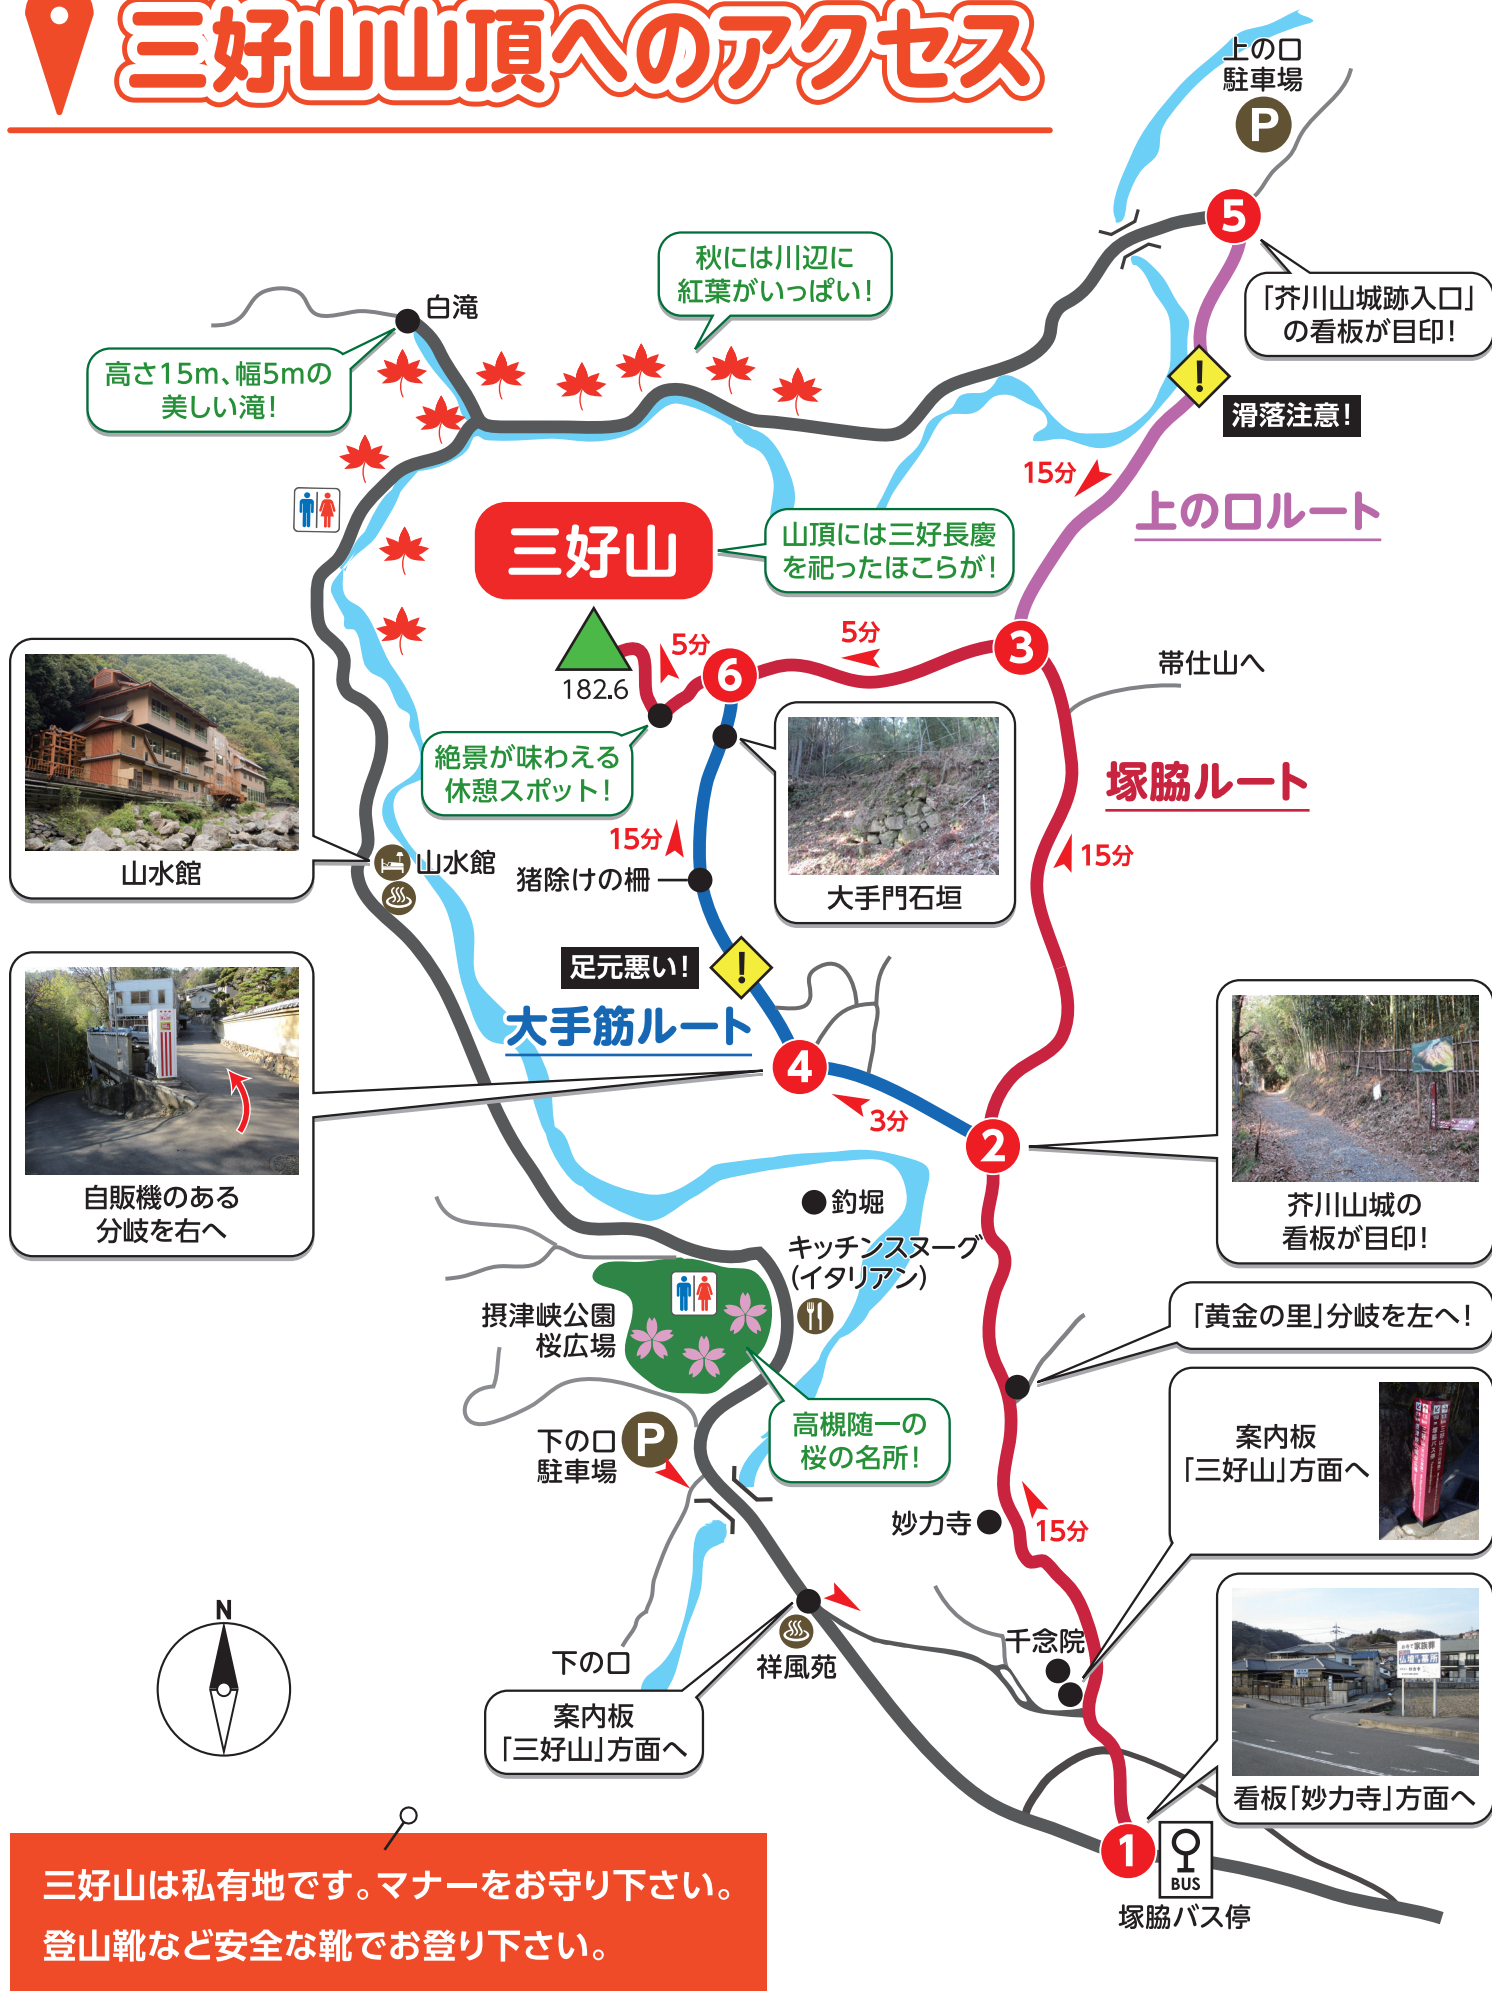 三好山山頂へのアクセス
上の口
駐車場
P
5
「芥川山城跡入口」
の看板が目印！
秋には川辺に
紅葉がいっぱい！
白滝
高さ15m、幅5mの
美しい滝！
!
滑落注意！
15分
上のロルート
三好山
山頂には三好長慶
を祀ったほこらが！
182.6
5分
6
5分
3
帯仕山へ
絶景が味わえる
休憩スポット！
塚脇ルート
山水館
山水館
15分
猪除けの柵
大手門石垣
15分
足元悪い！
!
大手筋ルート
4
3分
2
自販機のある
分岐を右へ
芥川山城の
看板が目印！
釣堀
キッチンスヌーグ
(イタリアン)
摂津峡公園
桜広場
高槻随一の
桜の名所！
「黄金の里」分岐を左へ！
下の口
駐車場
P
案内板
「三好山」方面へ
妙力寺
15分
千念院
下の口
祥風苑
案内板
「三好山」方面へ
家族葬
仏壇 墓所
看板「妙力寺」方面へ
N
1
BUS
塚脇バス停
三好山は私有地です。マナーをお守り下さい。
登山靴など安全な靴でお登り下さい。